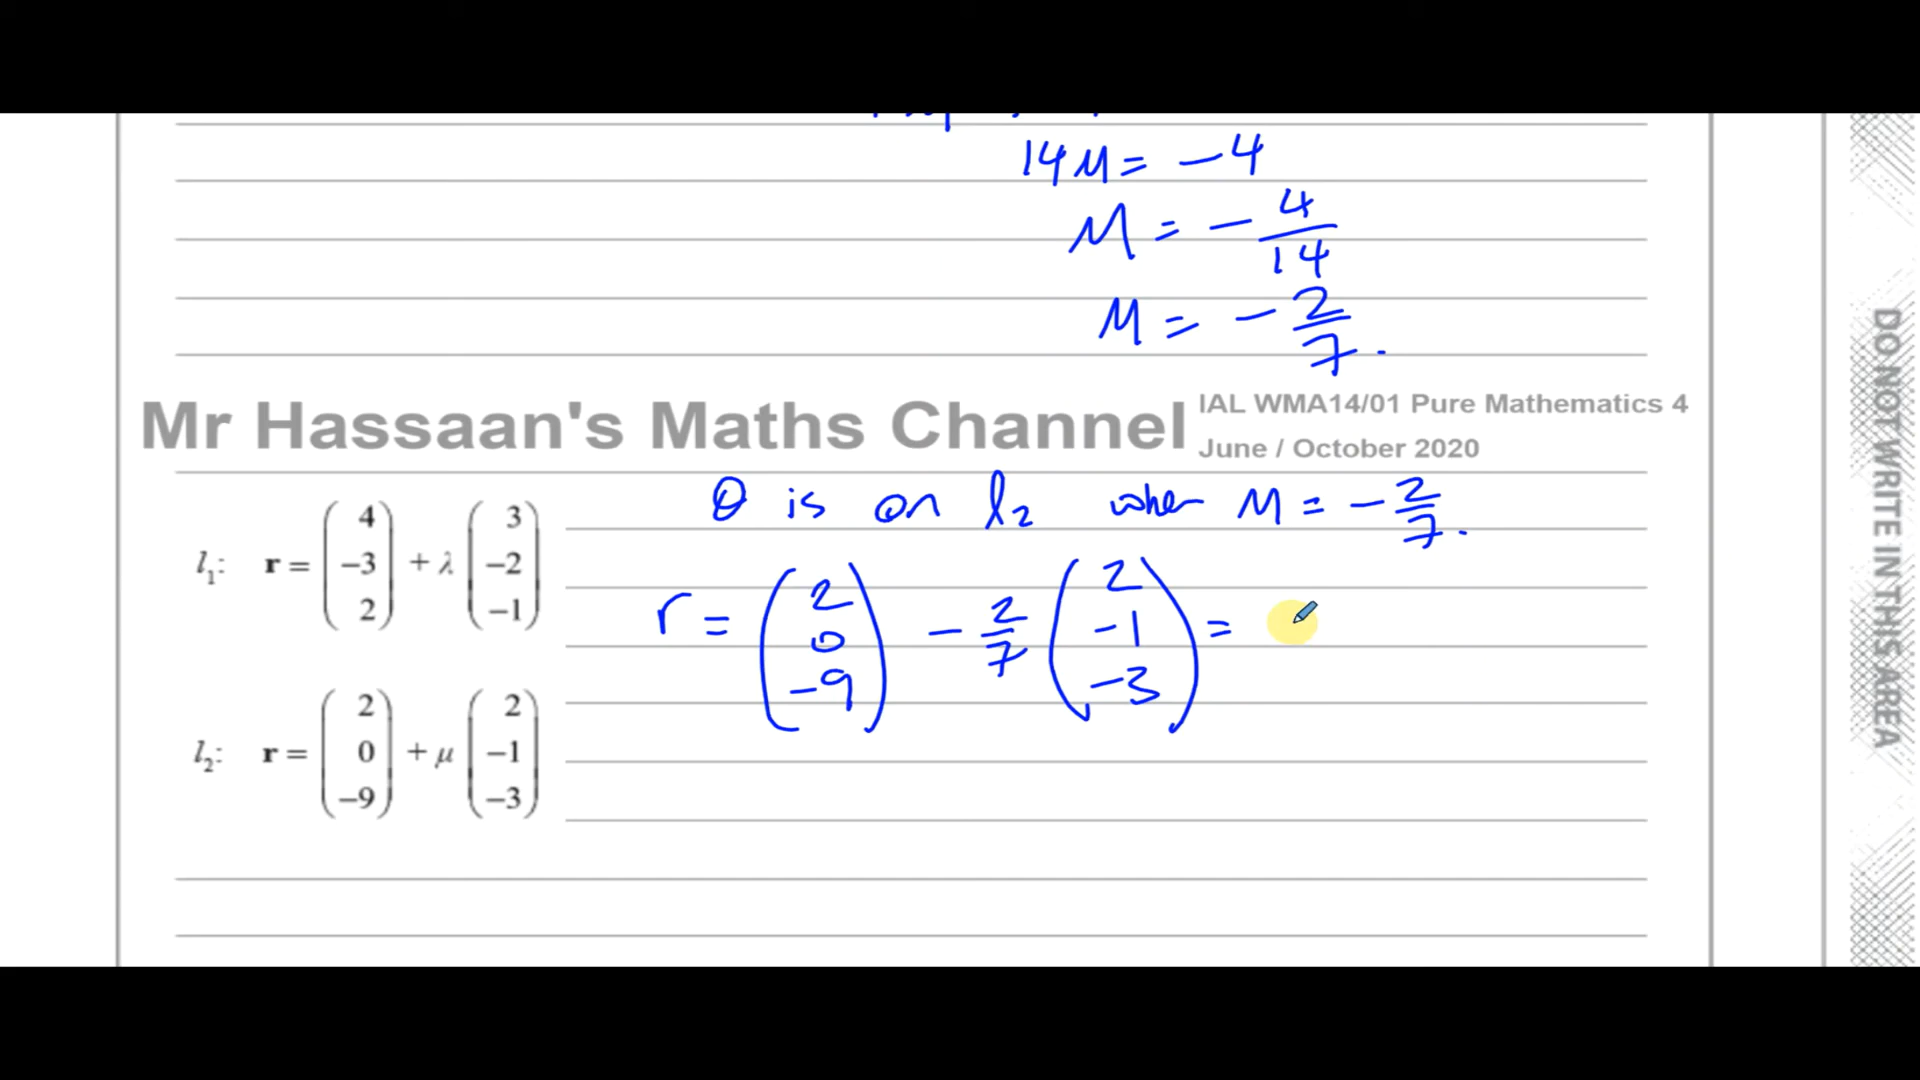 14μ = -4
μ = -4/14
μ = -2/7.
Mr Hassaan's Maths Channel
IAL WMA14/01 Pure Mathematics 4
June / October 2020
Q is on l₂ when μ = -2/7.
l₁: r = (4 -3 2) + λ (3 -2 -1)
r = (2 0 -9) - 2/7 (2 -1 -3) =
l₂: r = (2 0 -9) + μ (2 -1 -3)
DO NOT WRITE IN THIS AREA